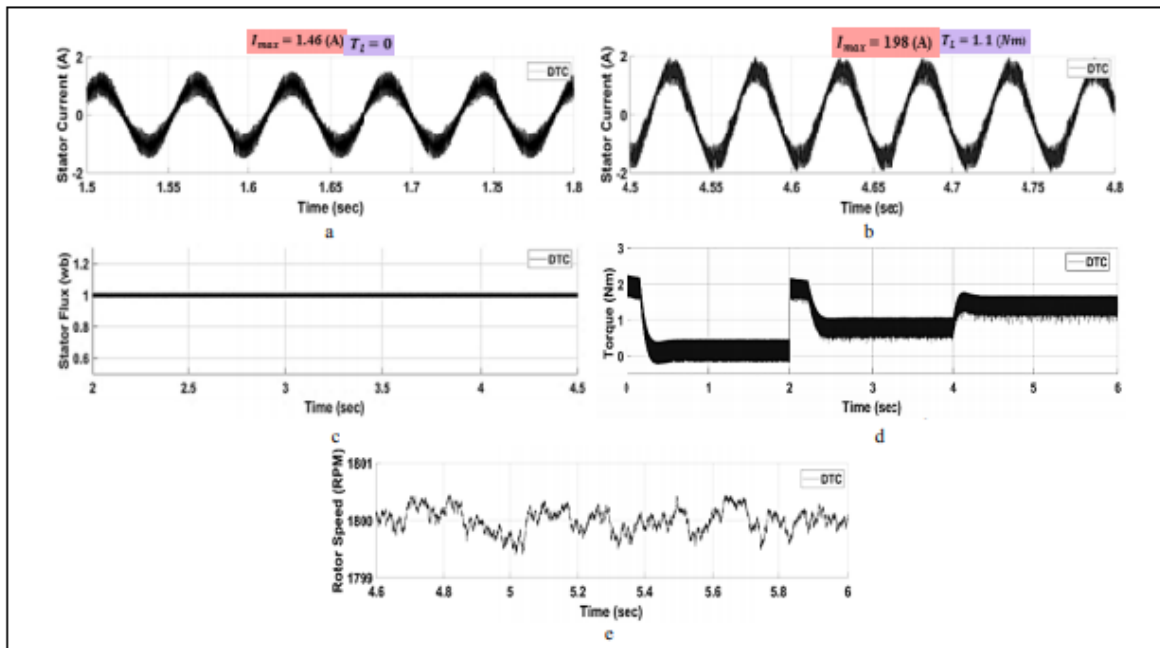 I_max = 1.46 (A) T_l = 0
2
0
-2
Stator Current (A)
DTC
1.5 1.55 1.6 1.65 1.7 1.75 1.8
Time (sec)
a
I_max = 198 (A) T_L = 1.1 (Nm)
2
0
-2
Stator Current (A)
DTC
4.5 4.55 4.6 4.65 4.7 4.75 4.8
Time (sec)
b
1.2
1
0.8
0.6
Stator Flux (wb)
DTC
2 2.5 3 3.5 4 4.5
Time (sec)
c
3
2
1
0
Torque (Nm)
DTC
0 1 2 3 4 5 6
Time (sec)
d
1801
1800
1799
Rotor Speed (RPM)
DTC
4.6 4.8 5 5.2 5.4 5.6 5.8 6
Time (sec)
e